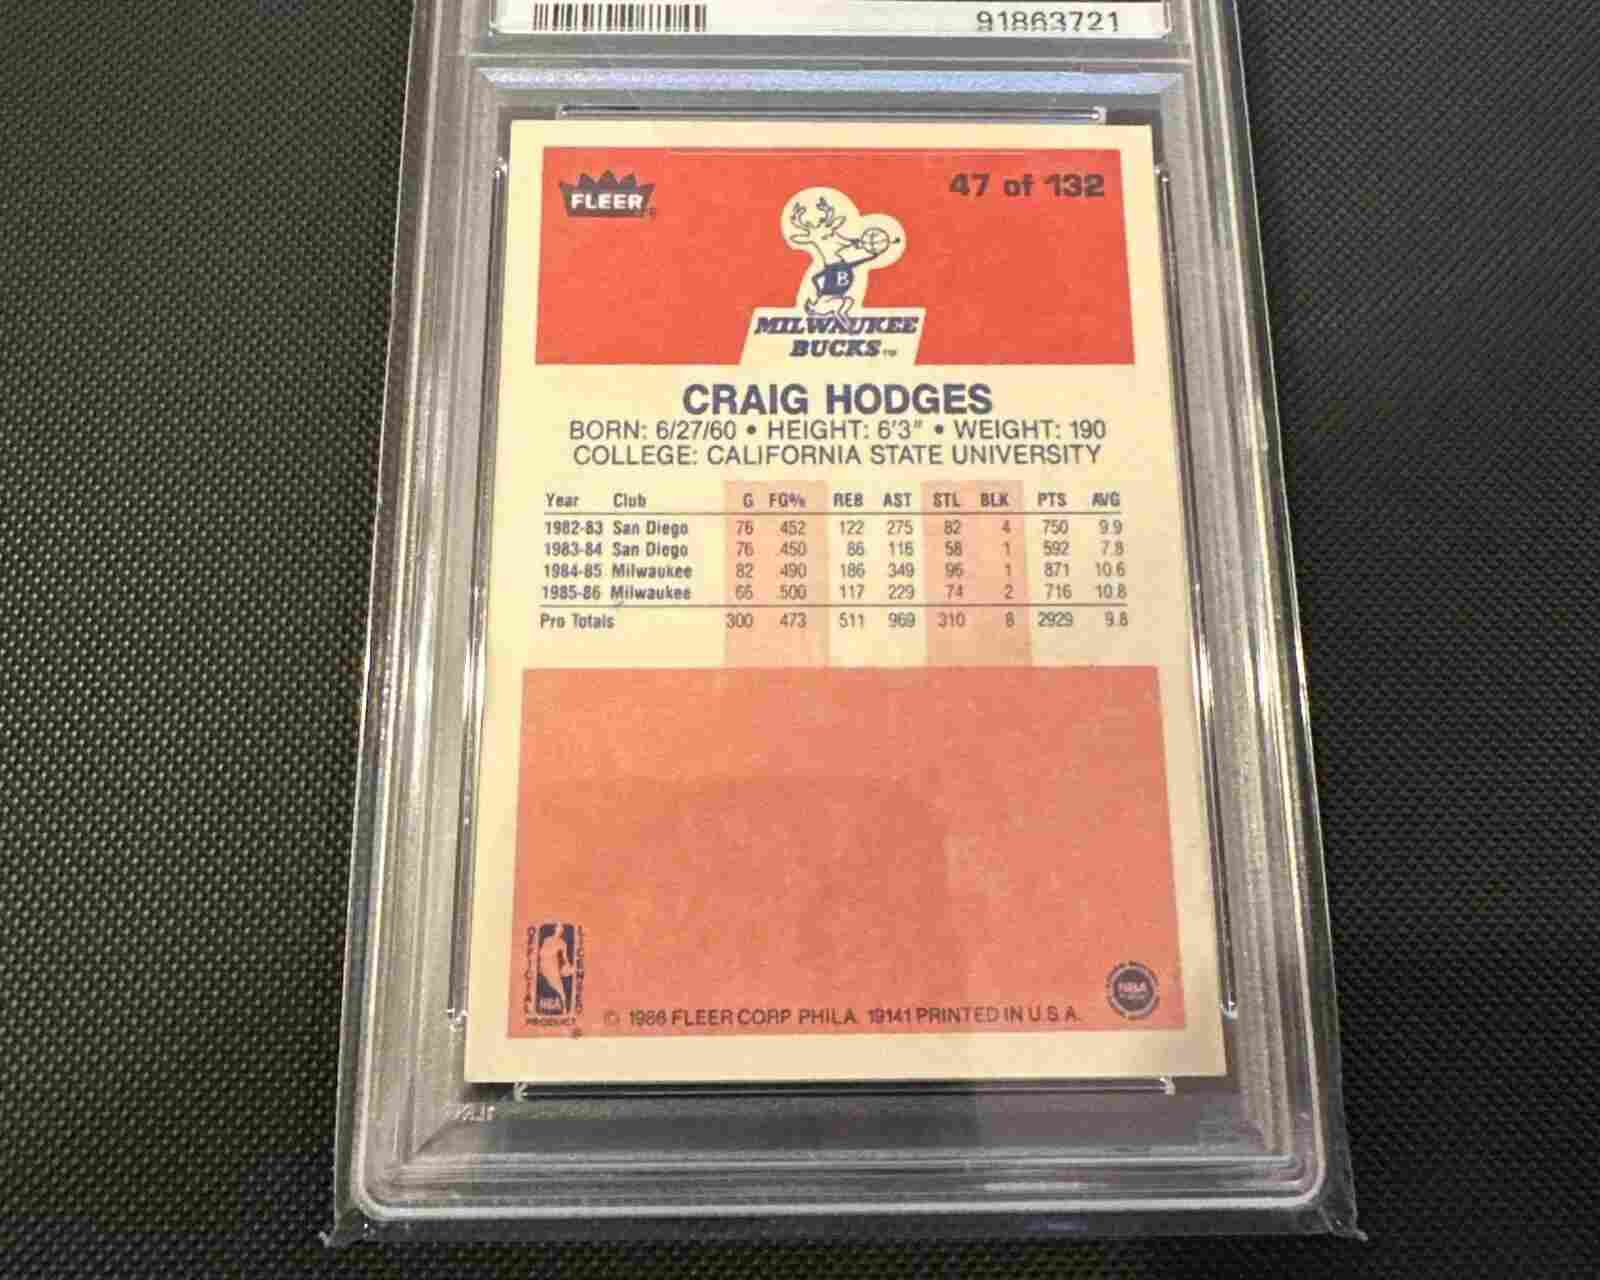 91863721
FLEER
47 of 132
B
MILWAUKEE
BUCKS TM
CRAIG HODGES
BORN: 6/27/60 • HEIGHT: 6'3" • WEIGHT: 190
COLLEGE: CALIFORNIA STATE UNIVERSITY
Year Club G FG% REB AST STL BLK PTS AVG
1982-83 San Diego 76 .452 122 275 82 4 750 9.9
1983-84 San Diego 76 .450 86 116 58 1 592 7.8
1984-85 Milwaukee 82 .490 186 349 96 1 871 10.6
1985-86 Milwaukee 66 .500 117 229 74 2 716 10.8
Pro Totals 300 .473 511 969 310 8 2929 9.8
OFFICIAL LICENSED
NBA
PRODUCT ®
© 1986 FLEER CORP. PHILA. 19141 PRINTED IN U.S.A.